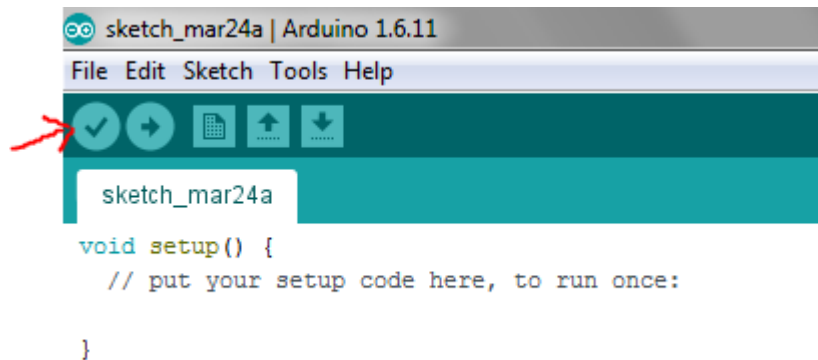 sketch_mar24a | Arduino 1.6.11
File Edit Sketch Tools Help
sketch_mar24a
void setup() {
  // put your setup code here, to run once:
}